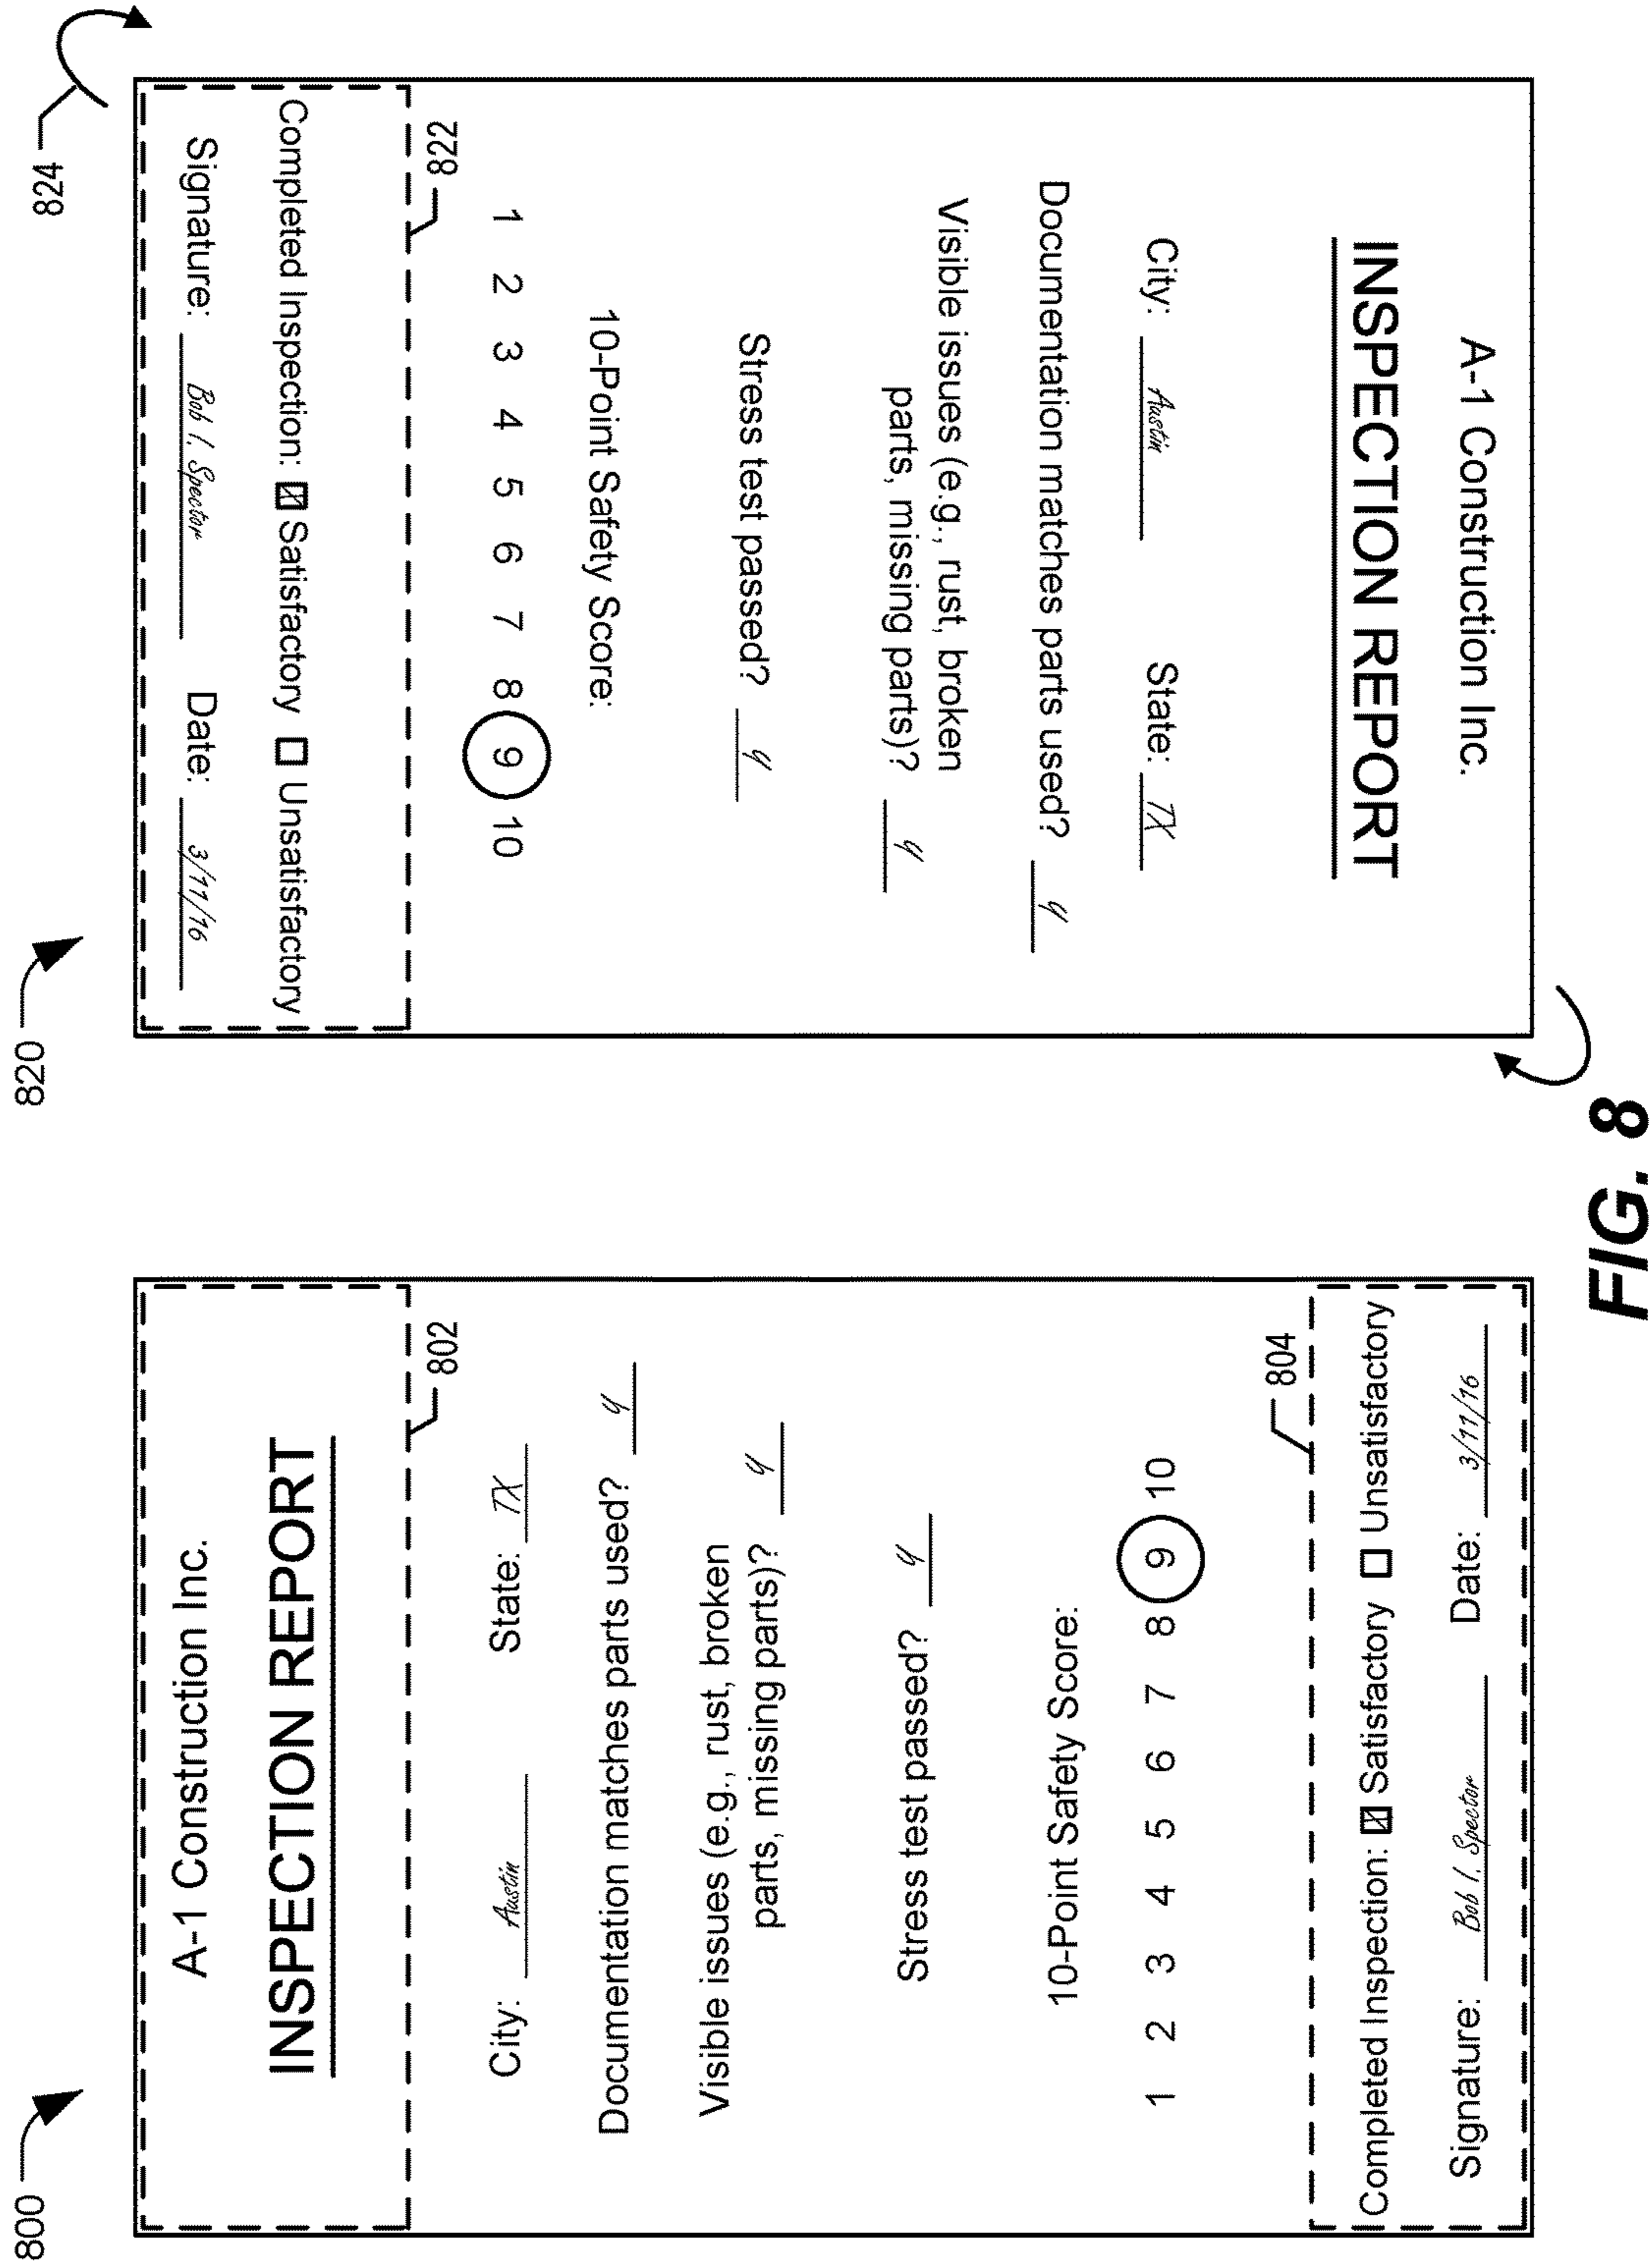 800
A-1 Construction Inc.
INSPECTION REPORT
802
City: Austin State: TX
Documentation matches parts used? y
Visible issues (e.g., rust, broken
parts, missing parts)? y
Stress test passed? y
10-Point Safety Score:
1 2 3 4 5 6 7 8 9 10
804
Completed Inspection: ☒ Satisfactory ☐ Unsatisfactory
Signature: Bob I. Spector Date: 3/11/16
820
824
A-1 Construction Inc.
INSPECTION REPORT
City: Austin State: TX
Documentation matches parts used? y
Visible issues (e.g., rust, broken
parts, missing parts)? y
Stress test passed? y
10-Point Safety Score:
1 2 3 4 5 6 7 8 9 10
822
Completed Inspection: ☒ Satisfactory ☐ Unsatisfactory
Signature: Bob I. Spector Date: 3/11/16
FIG. 8